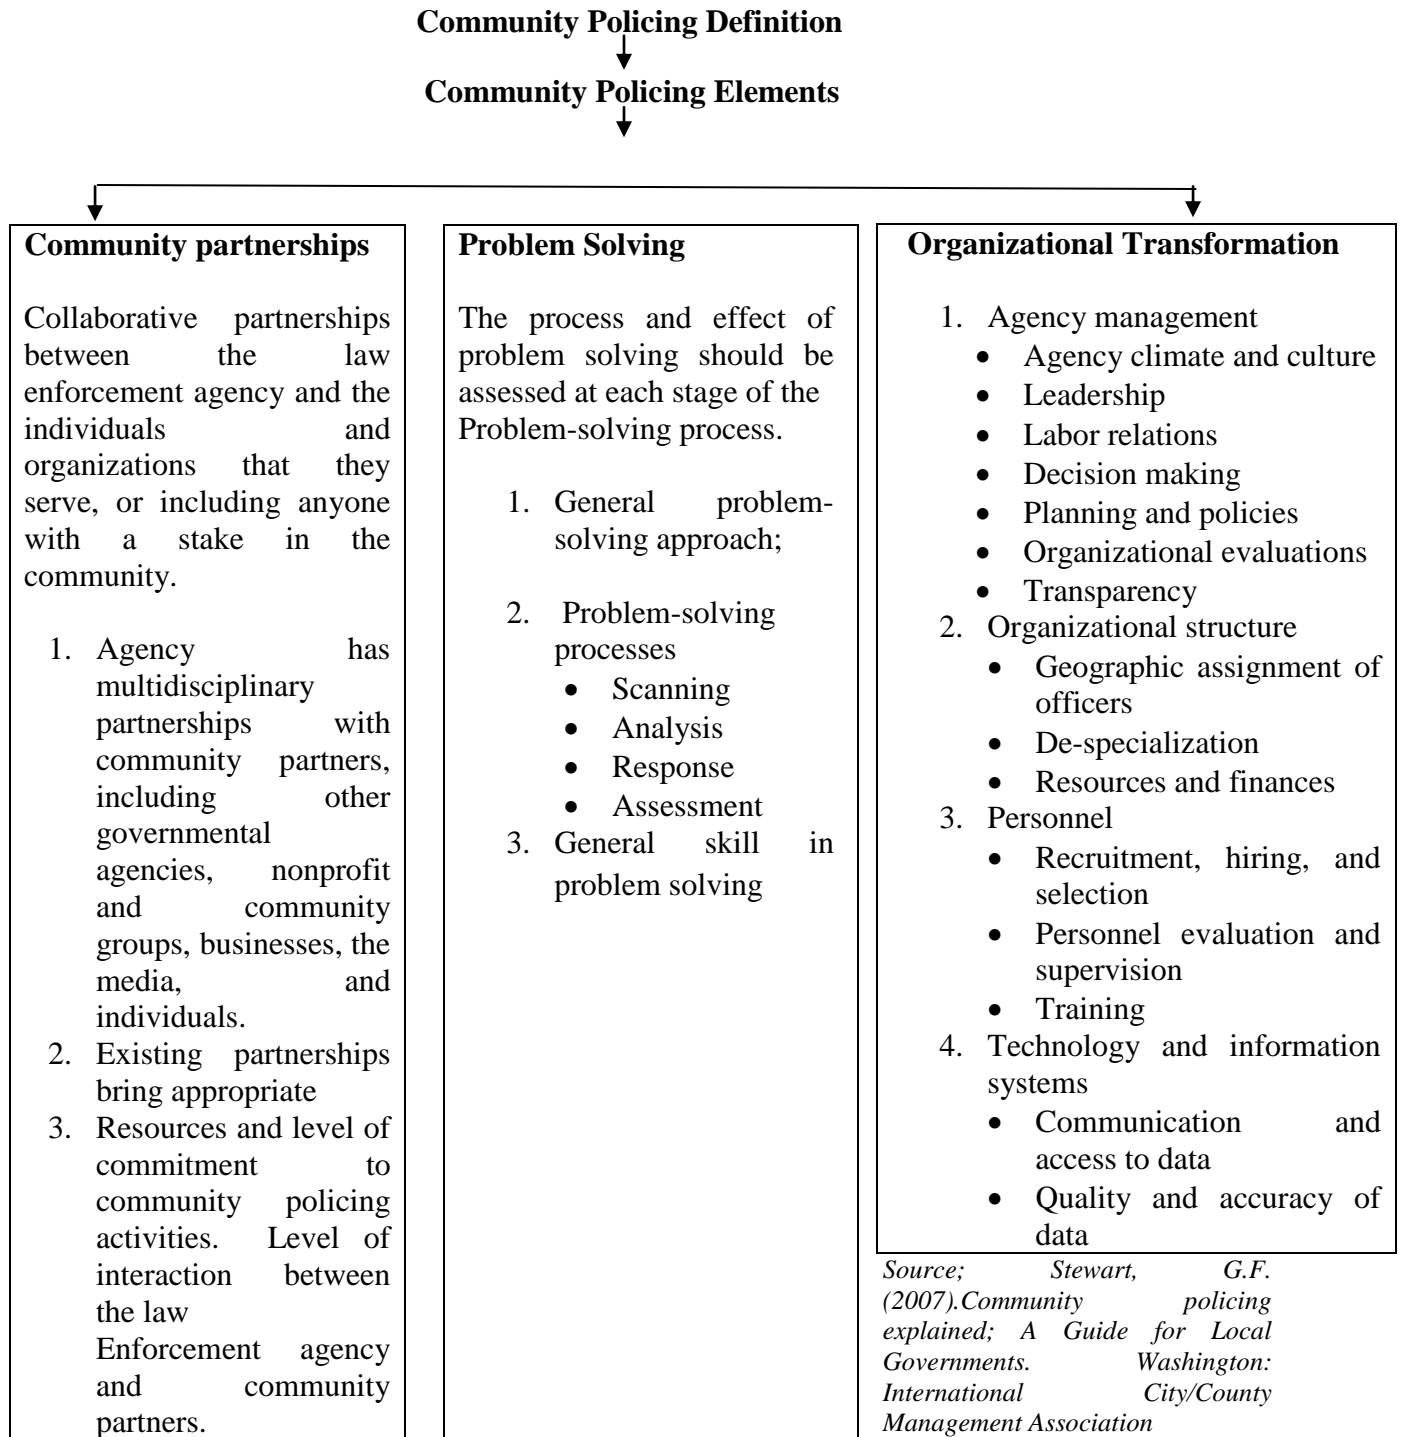 Community Policing Definition
Community Policing Elements
Community partnerships
Collaborative partnerships
between the law
enforcement agency and the
individuals and
organizations that they
serve, or including anyone
with a stake in the
community.
1. Agency has
multidisciplinary
partnerships with
community partners,
including other
governmental
agencies, nonprofit
and community
groups, businesses, the
media, and
individuals.
2. Existing partnerships
bring appropriate
3. Resources and level of
commitment to
community policing
activities. Level of
interaction between
the law
Enforcement agency
and community
partners.
Problem Solving
The process and effect of
problem solving should be
assessed at each stage of the
Problem-solving process.
1. General problem-
solving approach;
2. Problem-solving
processes
• Scanning
• Analysis
• Response
• Assessment
3. General skill in
problem solving
Organizational Transformation
1. Agency management
• Agency climate and culture
• Leadership
• Labor relations
• Decision making
• Planning and policies
• Organizational evaluations
• Transparency
2. Organizational structure
• Geographic assignment of
officers
• De-specialization
• Resources and finances
3. Personnel
• Recruitment, hiring, and
selection
• Personnel evaluation and
supervision
• Training
4. Technology and information
systems
• Communication and
access to data
• Quality and accuracy of
data
Source; Stewart, G.F.
(2007).Community policing
explained; A Guide for Local
Governments. Washington:
International City/County
Management Association